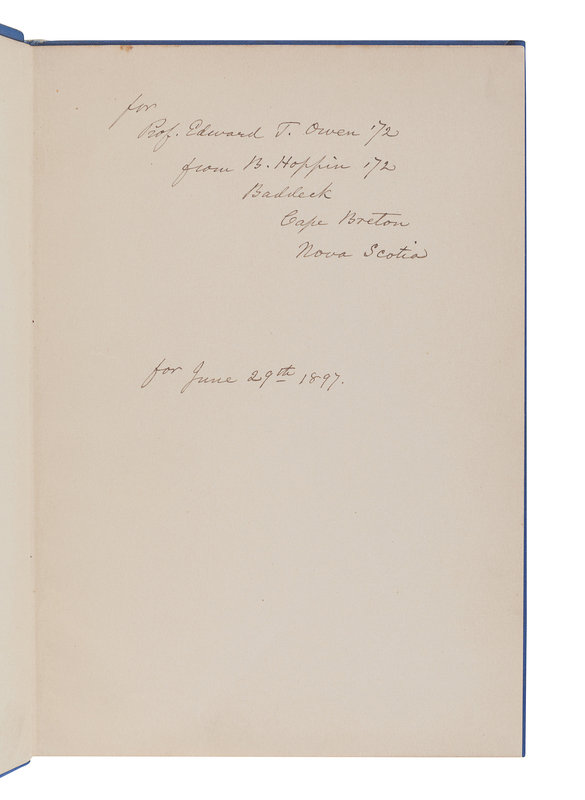 for
Prof. Edward T. Owen '72
from B. Hoppin '72
Baddeck
Cape Breton
Nova Scotia
for June 29th 1897.